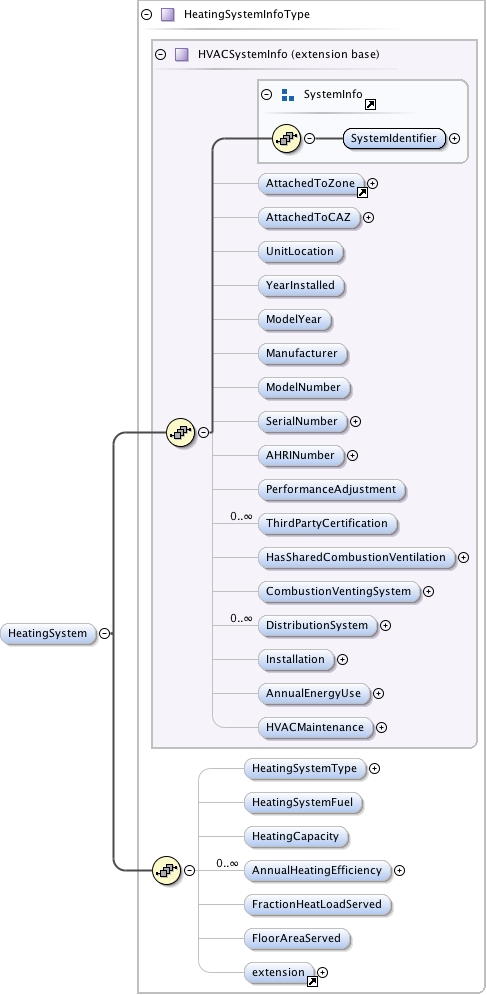 HeatingSystemInfoType
HVACSystemInfo (extension base)
SystemInfo
SystemIdentifier
AttachedToZone
AttachedToCAZ
UnitLocation
YearInstalled
ModelYear
Manufacturer
ModelNumber
SerialNumber
AHRINumber
PerformanceAdjustment
0..∞
ThirdPartyCertification
HasSharedCombustionVentilation
CombustionVentingSystem
0..∞
DistributionSystem
HeatingSystem
Installation
AnnualEnergyUse
HVACMaintenance
HeatingSystemType
HeatingSystemFuel
HeatingCapacity
0..∞
AnnualHeatingEfficiency
FractionHeatLoadServed
FloorAreaServed
extension